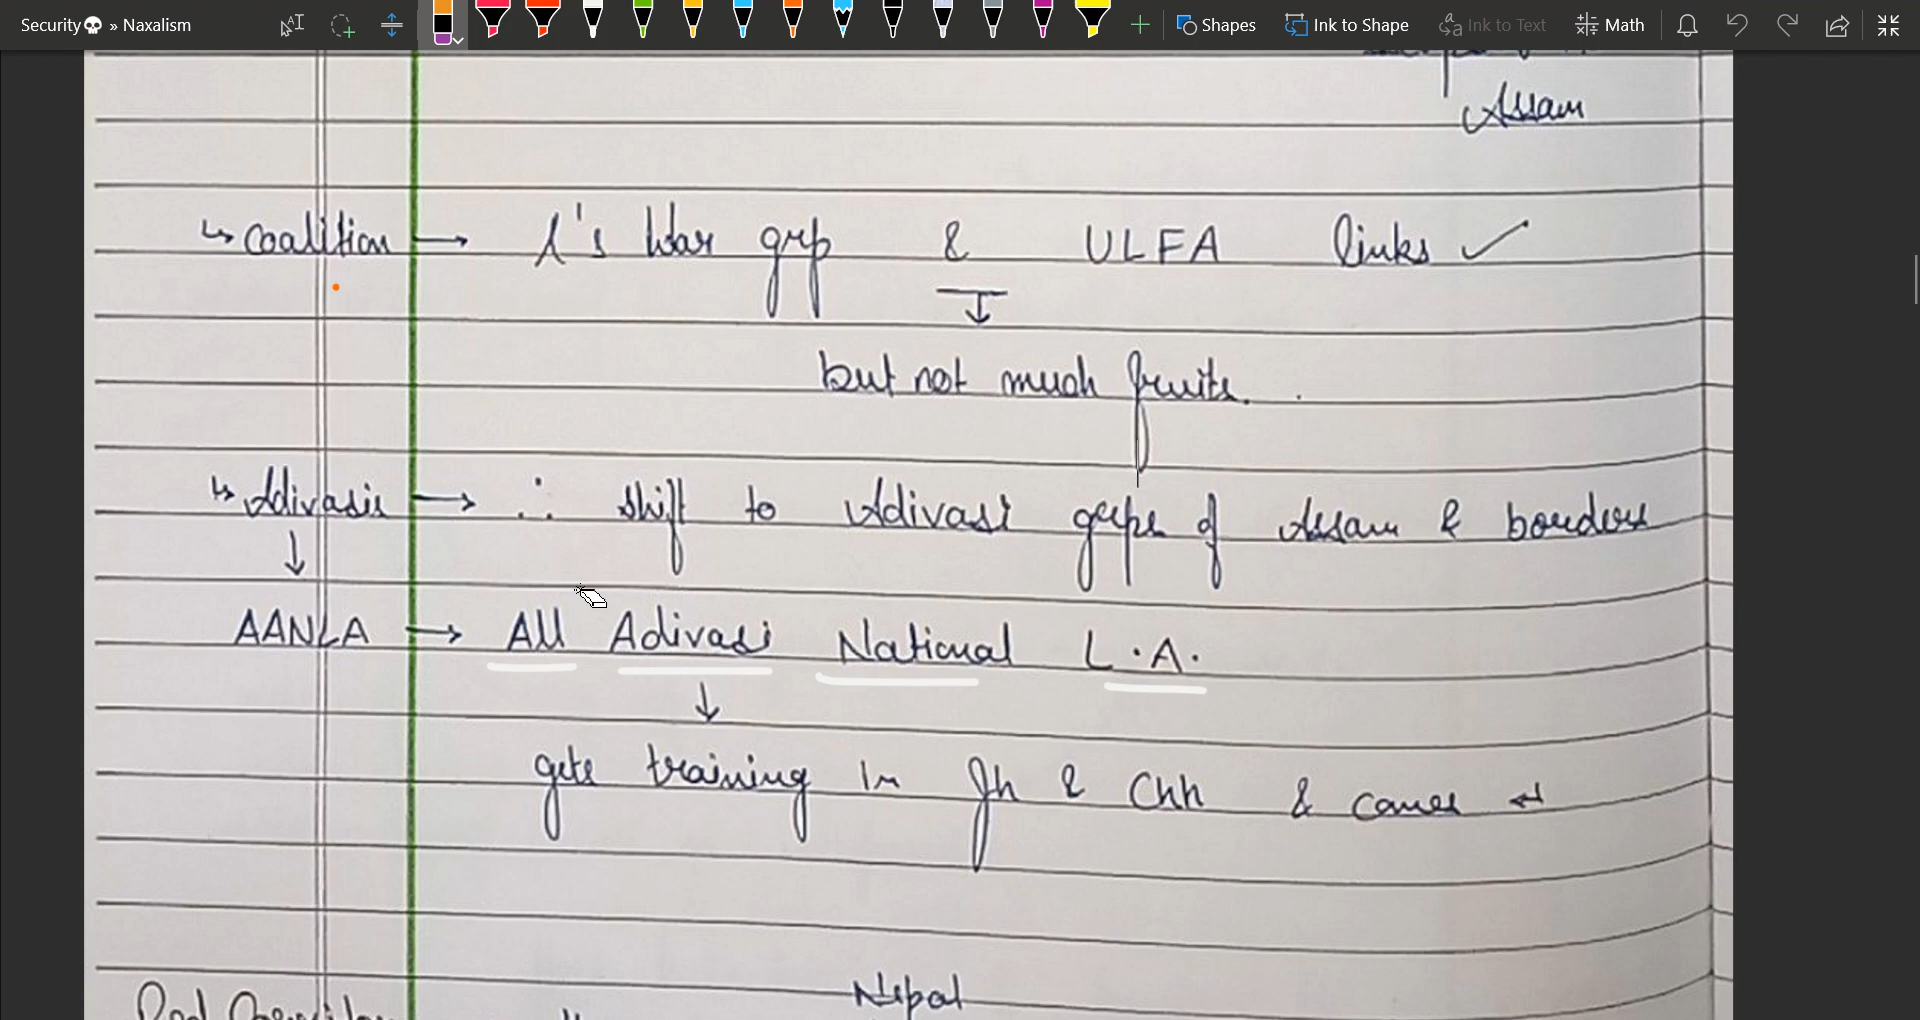 Security💀 » Naxalism
Shapes Ink to Shape Ink to Text Math
Assam
↳ Coalition → λ's War grp & ULFA links ✓
↓
but not much fruits.
↳ Adivasis → ∴ shift to Adivasi grps of Assam & borders
↓
AANLA → All Adivasi National L.A.
↓
gets training in Jh & Chh & comes ↵
Nepal